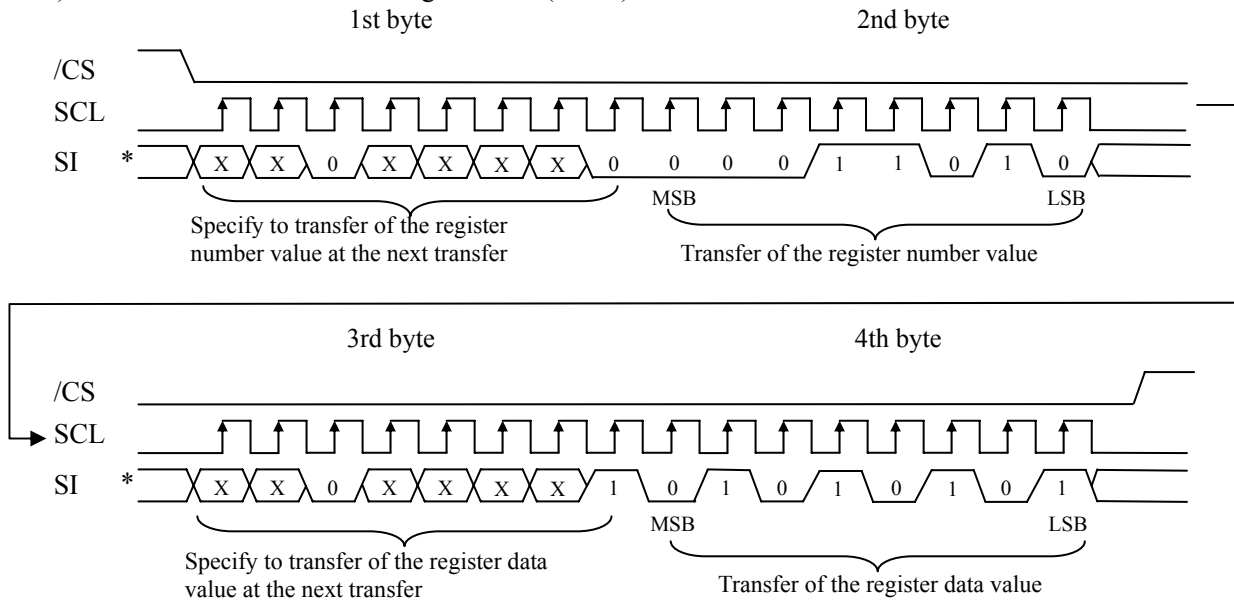 1st byte 2nd byte
/CS
SCL
SI * X X 0 X X X X 0 0 0 0 1 1 0 1 0
MSB LSB
Specify to transfer of the register
number value at the next transfer
Transfer of the register number value
3rd byte 4th byte
/CS
SCL
SI * X X 0 X X X X 1 0 1 0 1 0 1 0 1
MSB LSB
Specify to transfer of the register data
value at the next transfer
Transfer of the register data value